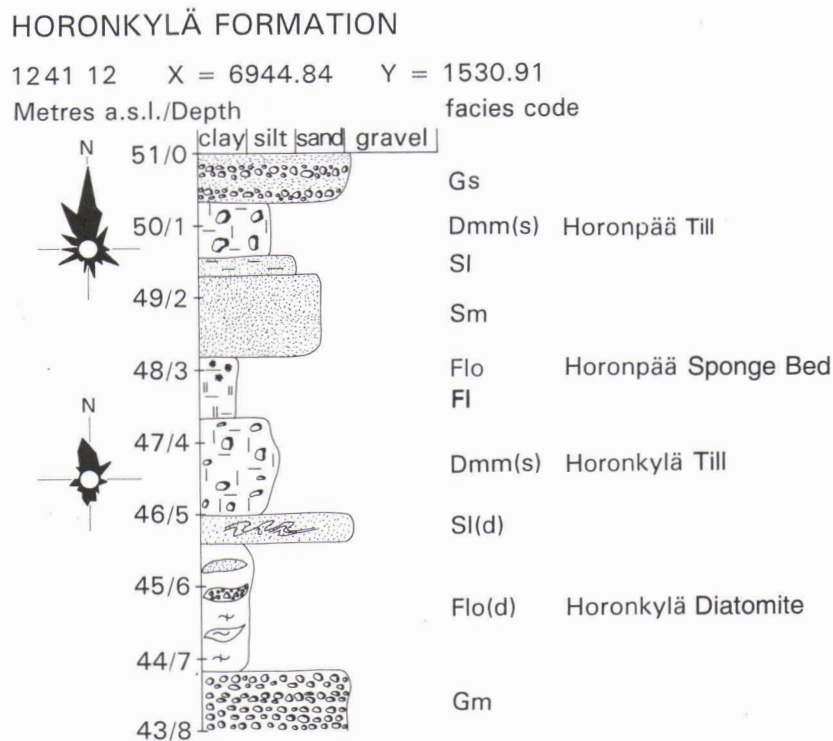 HORONKYLÄ FORMATION
1241 12 X = 6944.84 Y = 1530.91
Metres a.s.l./Depth facies code
clay silt sand gravel
N 51/0
Gs
50/1 Dmm(s) Horonpää Till
Sl
49/2
Sm
48/3 Flo Horonpää Sponge Bed
Fl
N
47/4
Dmm(s) Horonkylä Till
46/5
Sl(d)
45/6
Flo(d) Horonkylä Diatomite
44/7
Gm
43/8